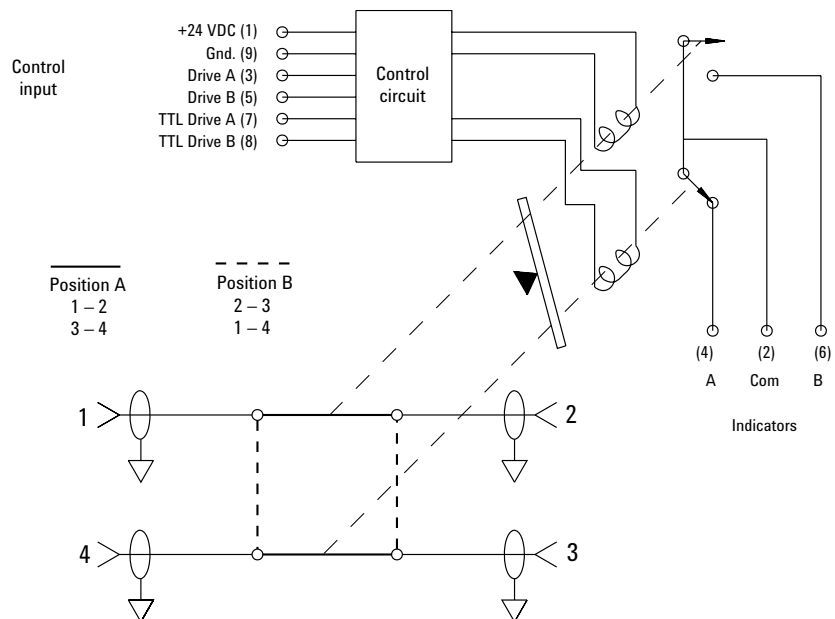 Control
input
+24 VDC (1)
Gnd. (9)
Drive A (3)
Drive B (5)
TTL Drive A (7)
TTL Drive B (8)
Control
circuit
Position A
1 – 2
3 – 4
Position B
2 – 3
1 – 4
(4) (2) (6)
A Com B
Indicators
1 2
4 3